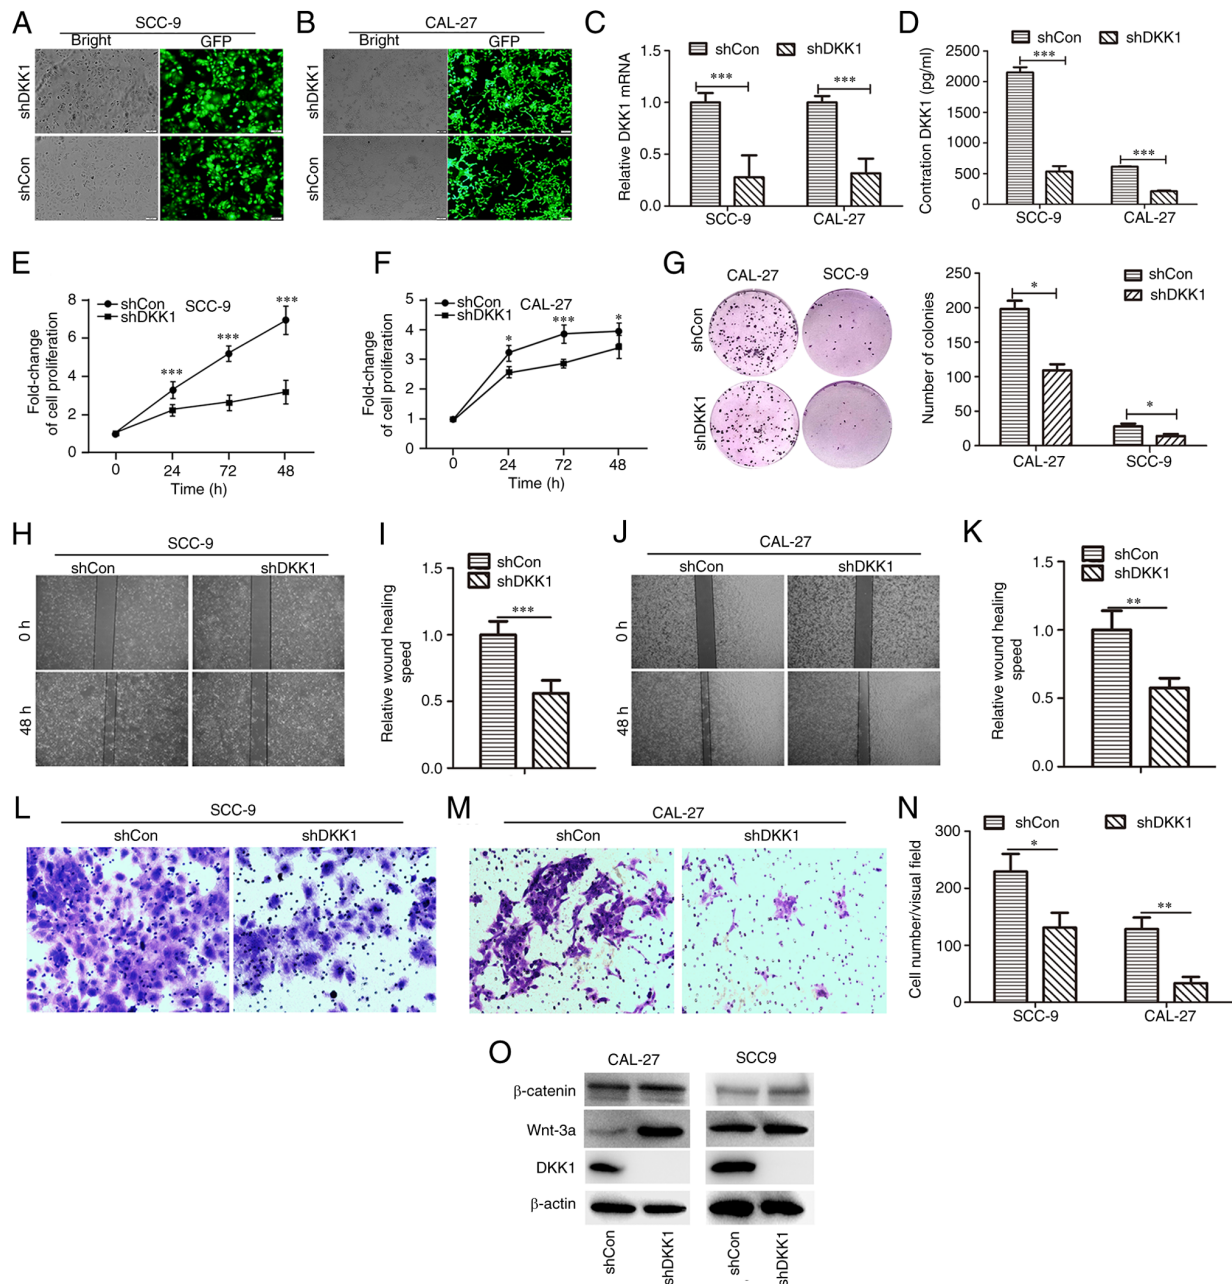 A
SCC-9
Bright GFP
shDKK1
shCon
B
CAL-27
Bright GFP
shDKK1
shCon
C
shCon shDKK1
Relative DKK1 mRNA
1.5
1.0
0.5
0.0
*** ***
SCC-9 CAL-27
D
shCon shDKK1
Contration DKK1 (pg/ml)
2500
2000
1500
1000
500
0
***
***
SCC-9 CAL-27
E
Fold-change
of cell proliferation
8
6
4
2
0
shCon
shDKK1
SCC-9
*** *** ***
0 24 72 48
Time (h)
F
Fold-change
of cell proliferation
5
4
3
2
1
0
shCon
shDKK1
CAL-27
* *** *
0 24 72 48
Time (h)
G
CAL-27 SCC-9
shCon
shDKK1
Number of colonies
250
200
150
100
50
0
shCon
shDKK1
*
*
CAL-27 SCC-9
H
SCC-9
shCon shDKK1
0 h
48 h
I
shCon
shDKK1
Relative wound healing
speed
1.5
1.0
0.5
0.0
***
J
CAL-27
shCon shDKK1
0 h
48 h
K
shCon
shDKK1
Relative wound healing
speed
1.5
1.0
0.5
0.0
**
L
SCC-9
shCon shDKK1
M
CAL-27
shCon shDKK1
N
shCon shDKK1
Cell number/visual field
300
200
100
0
*
**
SCC-9 CAL-27
O
CAL-27 SCC9
β-catenin
Wnt-3a
DKK1
β-actin
shCon
shDKK1
shCon
shDKK1